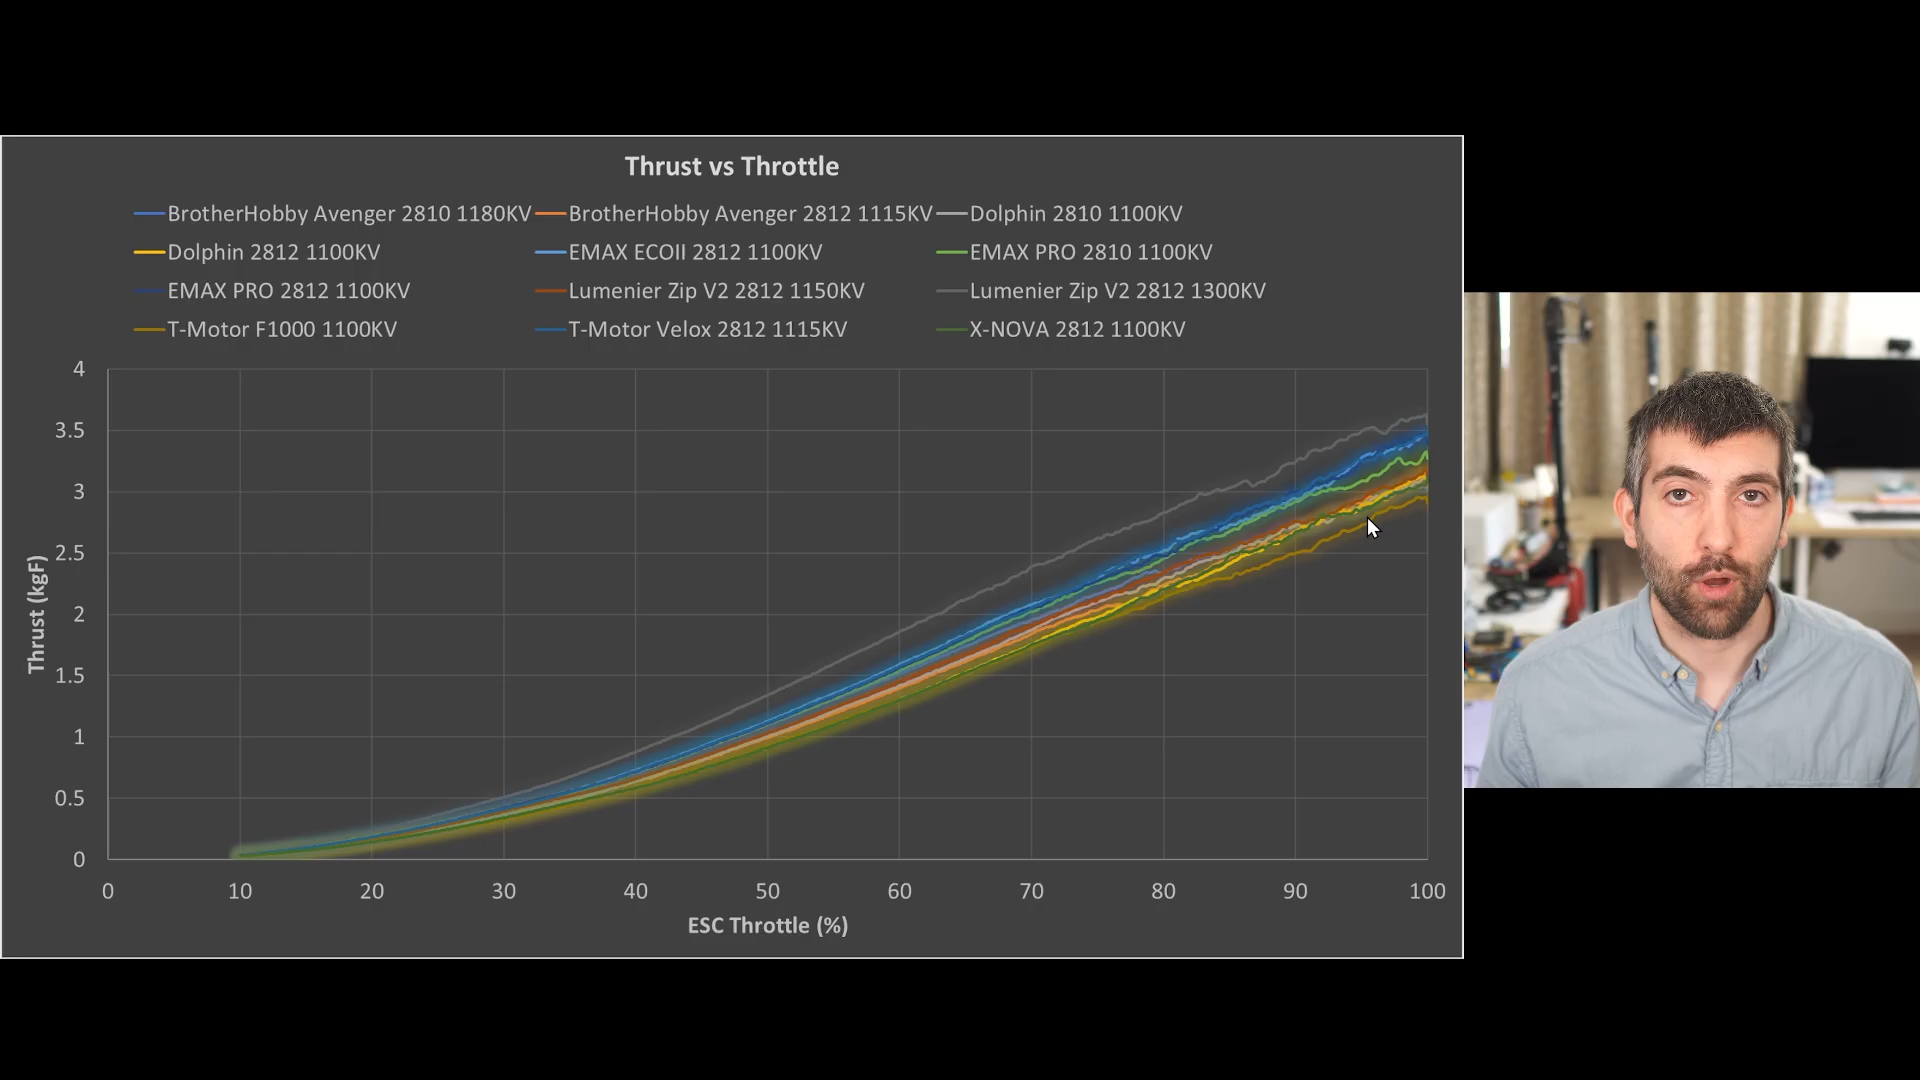 Thrust vs Throttle
BrotherHobby Avenger 2810 1180KV BrotherHobby Avenger 2812 1115KV Dolphin 2810 1100KV
Dolphin 2812 1100KV EMAX ECOII 2812 1100KV EMAX PRO 2810 1100KV
EMAX PRO 2812 1100KV Lumenier Zip V2 2812 1150KV Lumenier Zip V2 2812 1300KV
T-Motor F1000 1100KV T-Motor Velox 2812 1115KV X-NOVA 2812 1100KV
4
3.5
3
2.5
2
1.5
1
0.5
0
Thrust (kgF)
0 10 20 30 40 50 60 70 80 90 100
ESC Throttle (%)